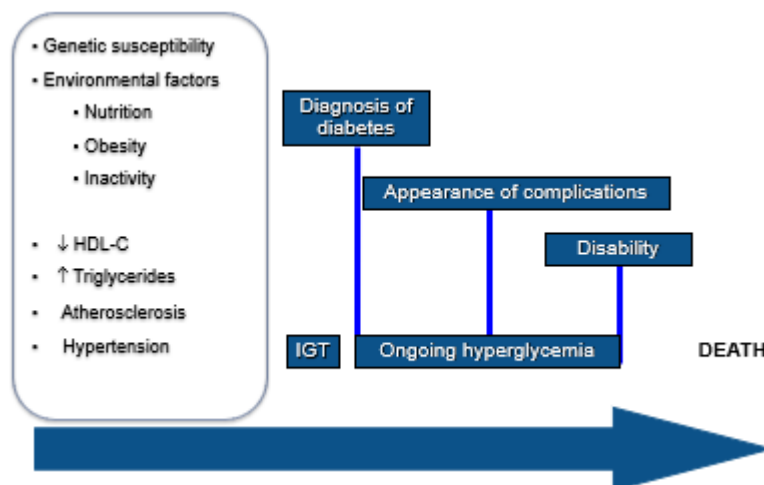 • Genetic susceptibility
• Environmental factors
• Nutrition
• Obesity
• Inactivity
• ↓ HDL-C
• ↑ Triglycerides
• Atherosclerosis
• Hypertension
Diagnosis of
diabetes
Appearance of complications
Disability
IGT
Ongoing hyperglycemia
DEATH